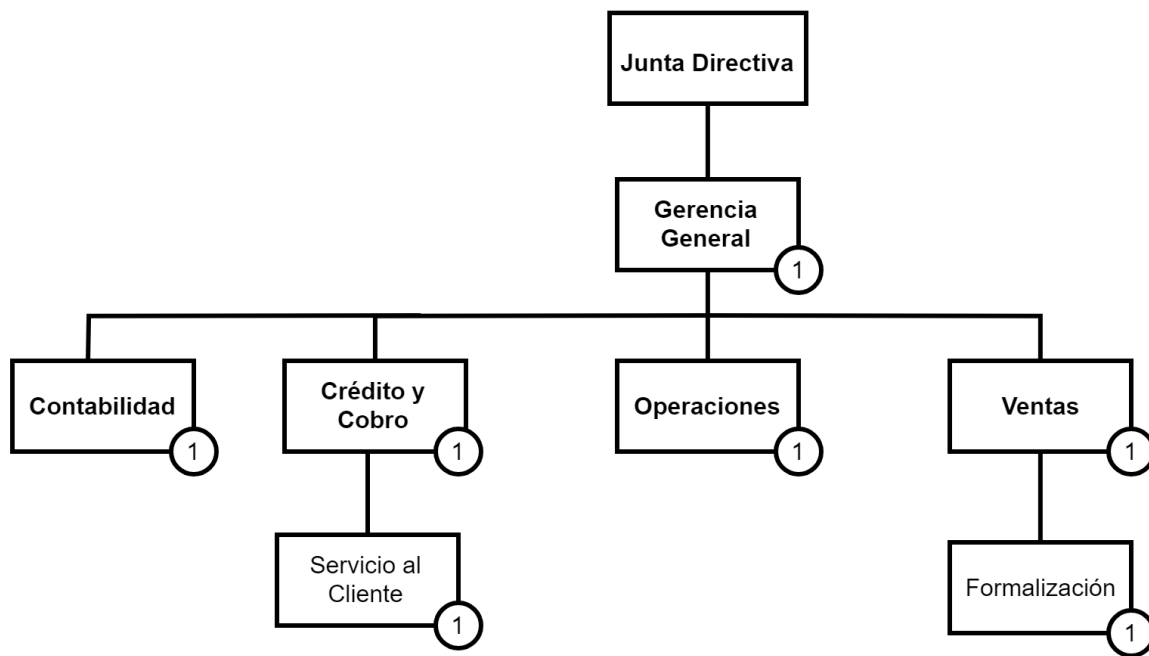 Junta Directiva
Gerencia
General
1
Contabilidad
1
Crédito y
Cobro
1
Operaciones
1
Ventas
1
Servicio al
Cliente
1
Formalización
1